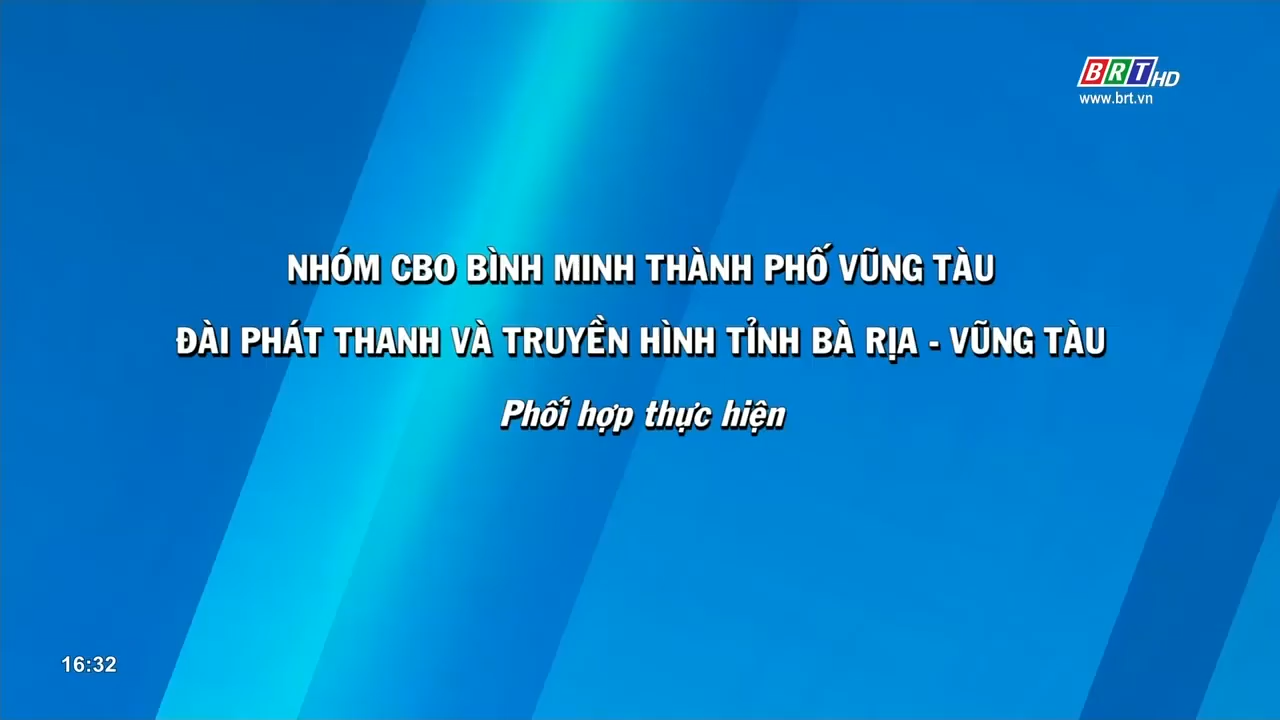 BRT HD
www.brt.vn
NHÓM CBO BÌNH MINH THÀNH PHỐ VŨNG TÀU
ĐÀI PHÁT THANH VÀ TRUYỀN HÌNH TỈNH BÀ RỊA - VŨNG TÀU
Phối hợp thực hiện
16:32